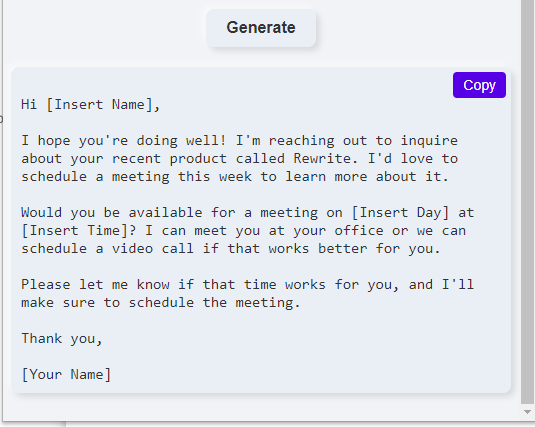 Generate
Copy
Hi [Insert Name],
I hope you're doing well! I'm reaching out to inquire
about your recent product called Rewrite. I'd love to
schedule a meeting this week to learn more about it.
Would you be available for a meeting on [Insert Day] at
[Insert Time]? I can meet you at your office or we can
schedule a video call if that works better for you.
Please let me know if that time works for you, and I'll
make sure to schedule the meeting.
Thank you,
[Your Name]